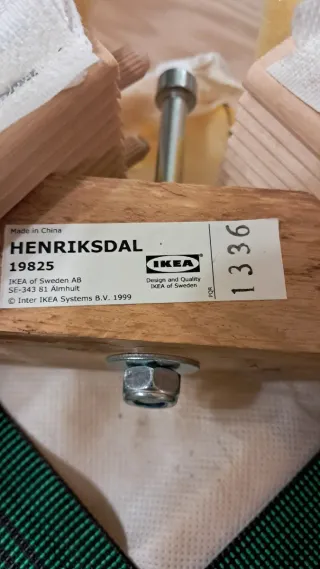 Made in China
HENRIKSDAL
19825
IKEA of Sweden AB
SE-343 81 Älmhult
© Inter IKEA Systems B.V. 1999
IKEA
Design and Quality
IKEA of Sweden
PQR
1336